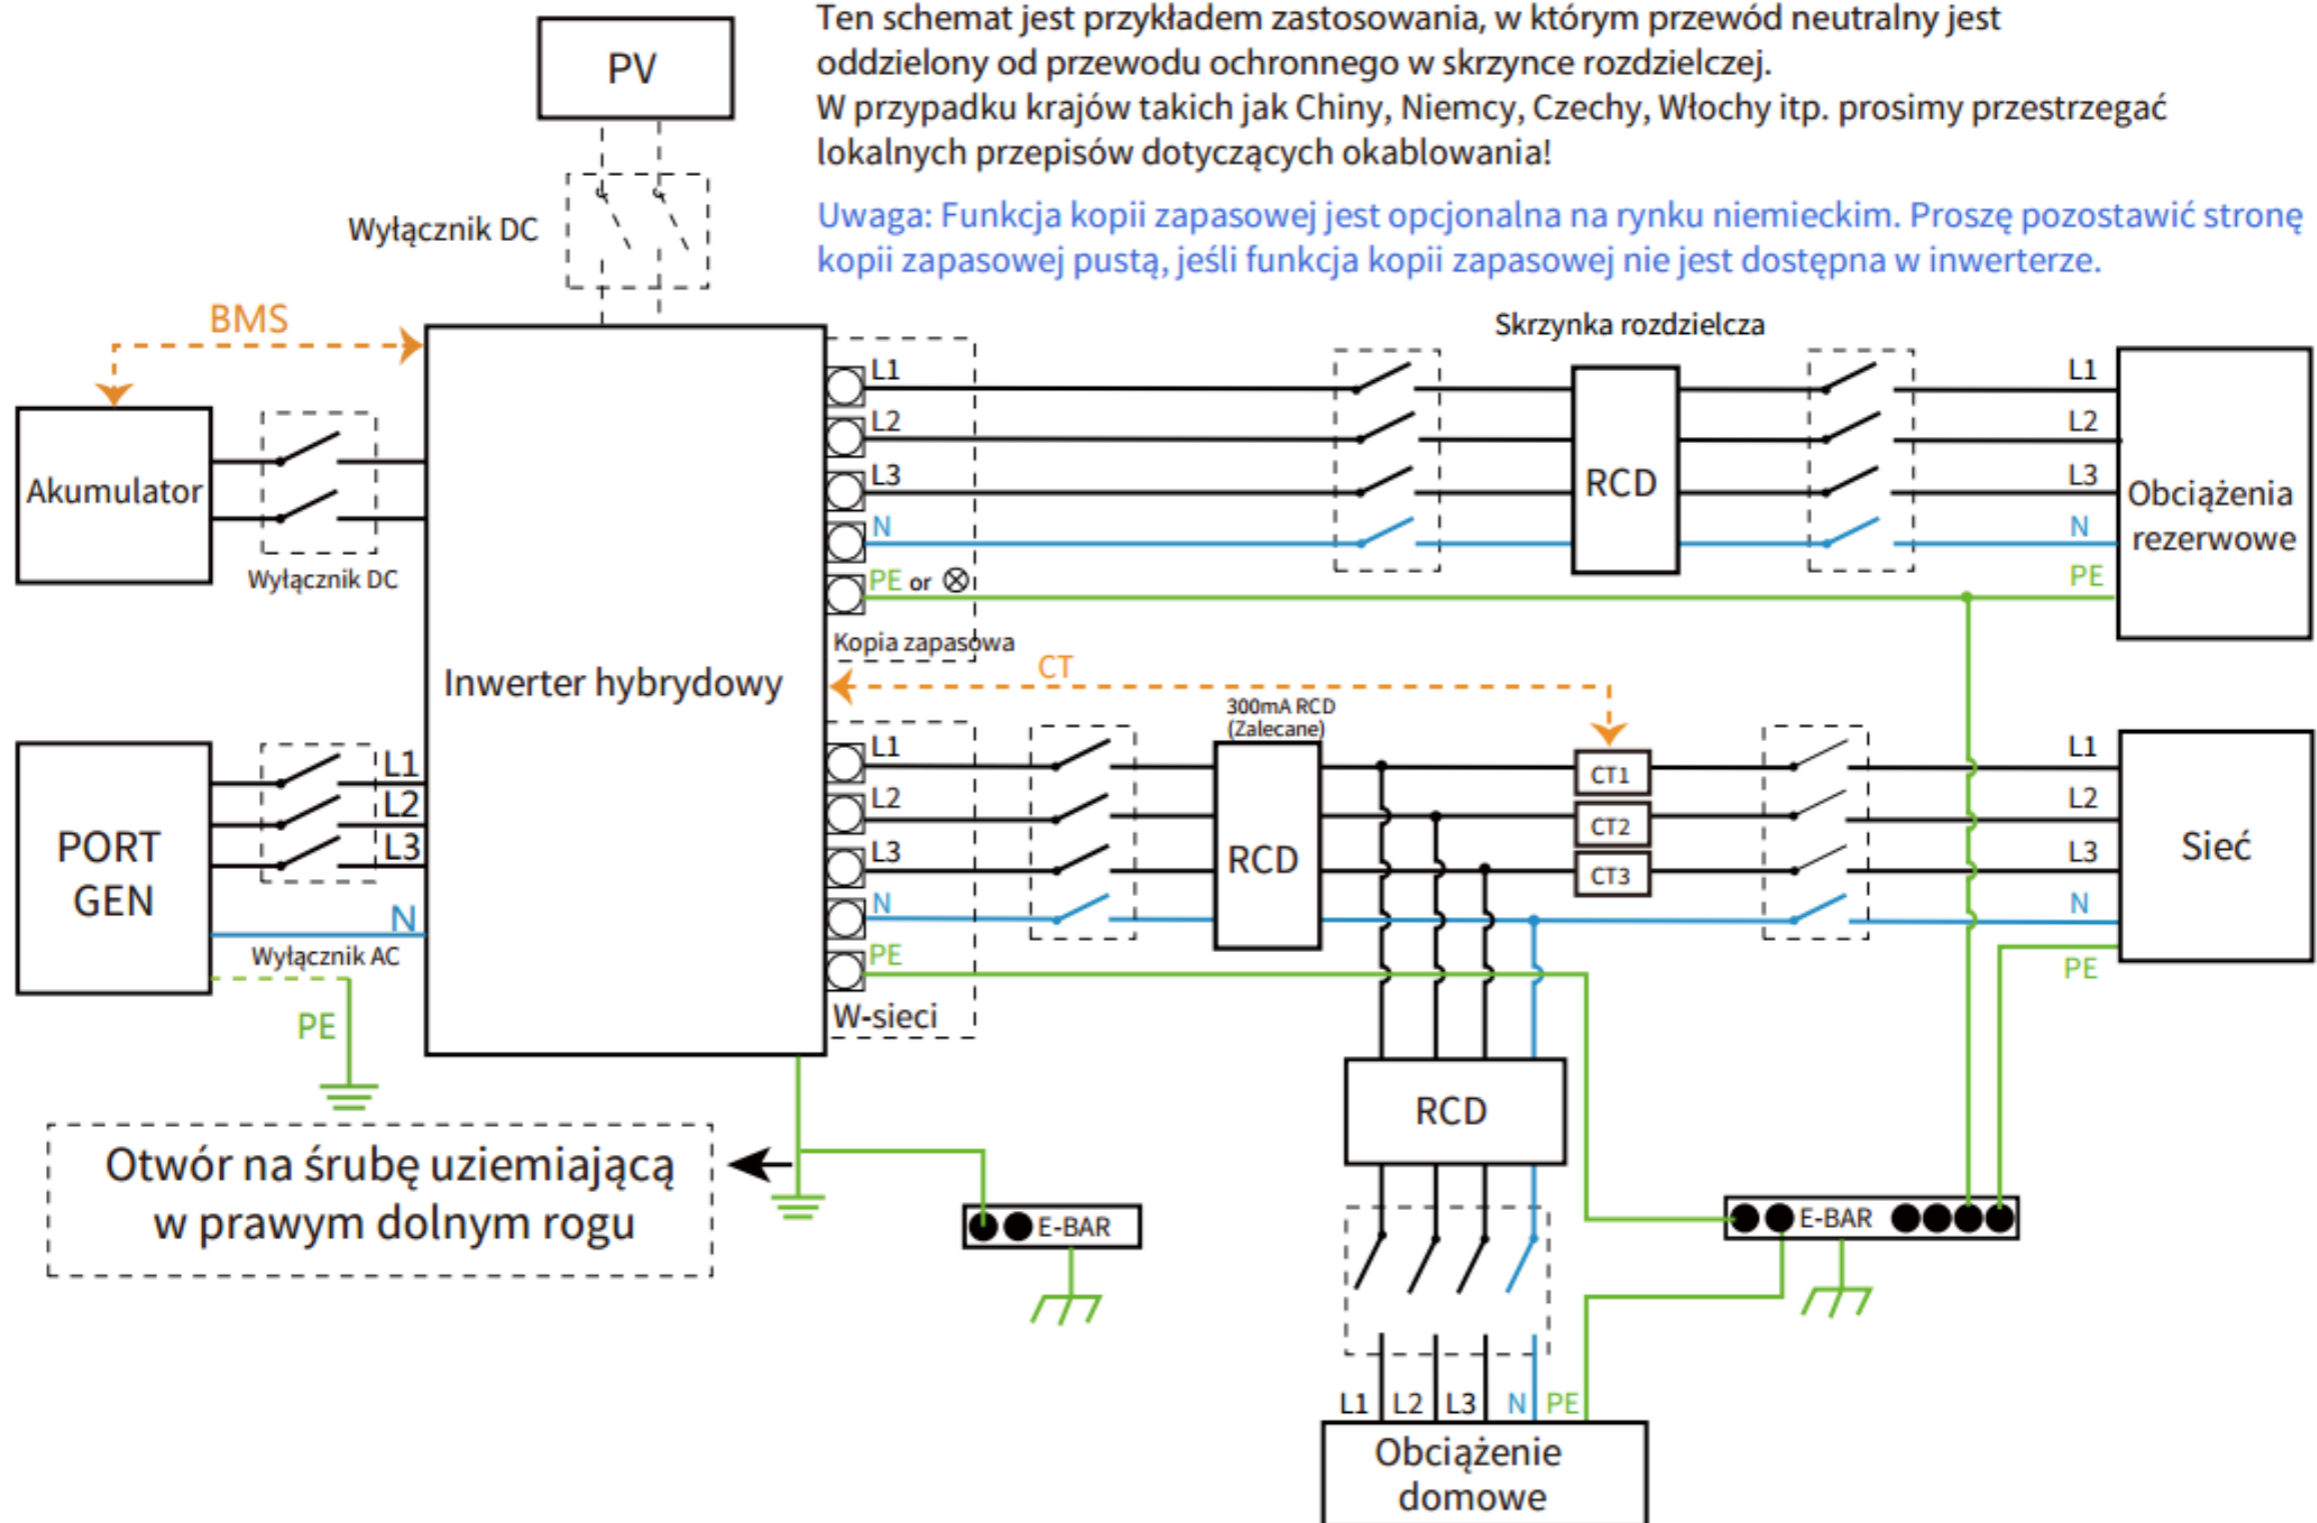 Ten schemat jest przykładem zastosowania, w którym przewód neutralny jest
oddzielony od przewodu ochronnego w skrzynce rozdzielczej.
W przypadku krajów takich jak Chiny, Niemcy, Czechy, Włochy itp. prosimy przestrzegać
lokalnych przepisów dotyczących okablowania!
Uwaga: Funkcja kopii zapasowej jest opcjonalna na rynku niemieckim. Proszę pozostawić stronę
kopii zapasowej pustą, jeśli funkcja kopii zapasowej nie jest dostępna w inwerterze.
PV
Wyłącznik DC
BMS
Akumulator
Wyłącznik DC
Inwerter hybrydowy
L1
L2
L3
N
PE or
Kopia zapasowa
Skrzynka rozdzielcza
RCD
L1
L2
L3
N
PE
Obciążenia
rezerwowe
CT
300mA RCD
(Zalecane)
PORT
GEN
L1
L2
L3
N
Wyłącznik AC
PE
L1
L2
L3
N
PE
W-sieci
RCD
CT1
CT2
CT3
L1
L2
L3
N
PE
Sieć
Otwór na śrubę uziemiającą
w prawym dolnym rogu
E-BAR
RCD
E-BAR
L1 L2 L3 N PE
Obciążenie
domowe